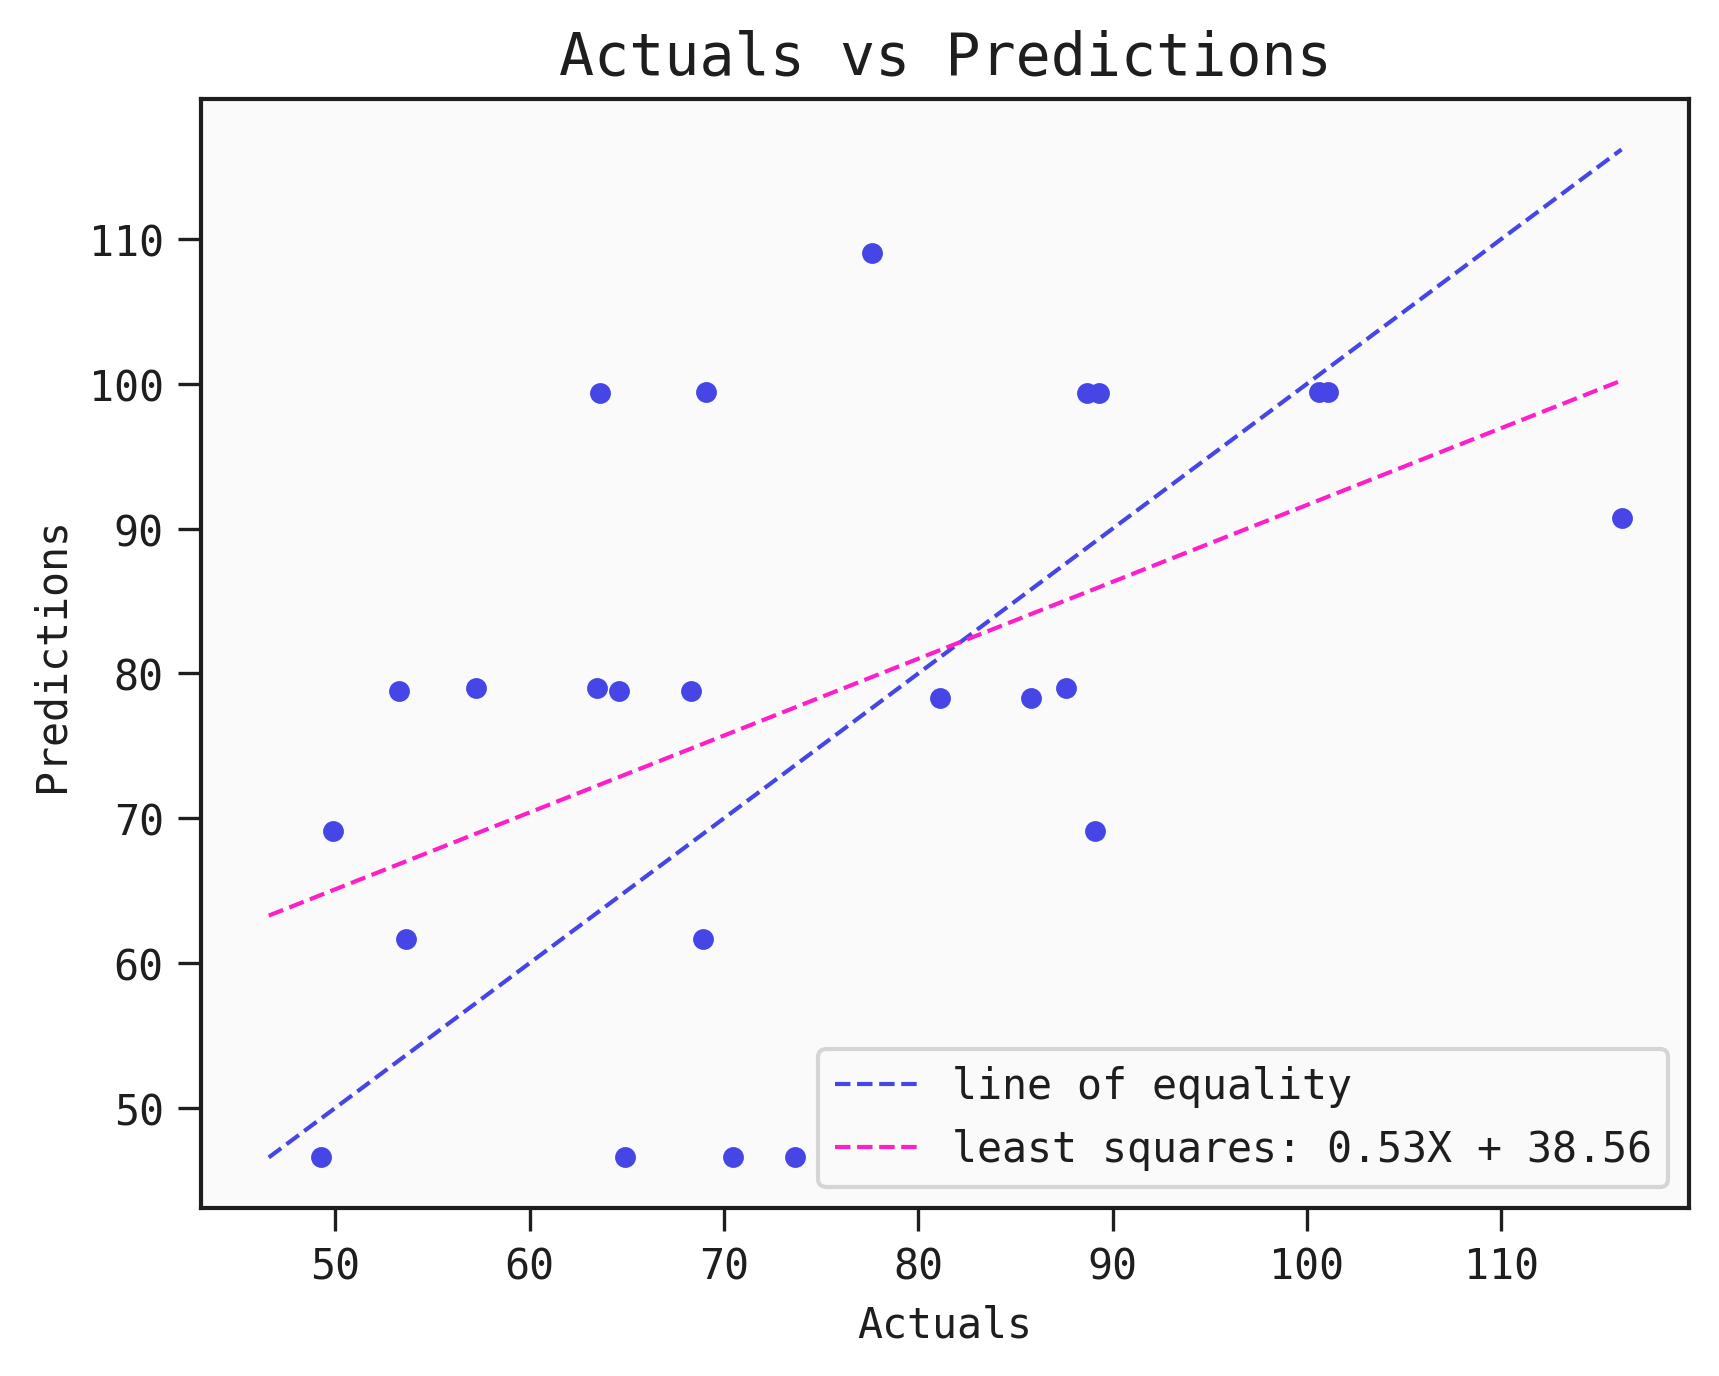 Actuals vs Predictions
Predictions
110
100
90
80
70
60
50
line of equality
least squares: 0.53X + 38.56
50 60 70 80 90 100 110
Actuals